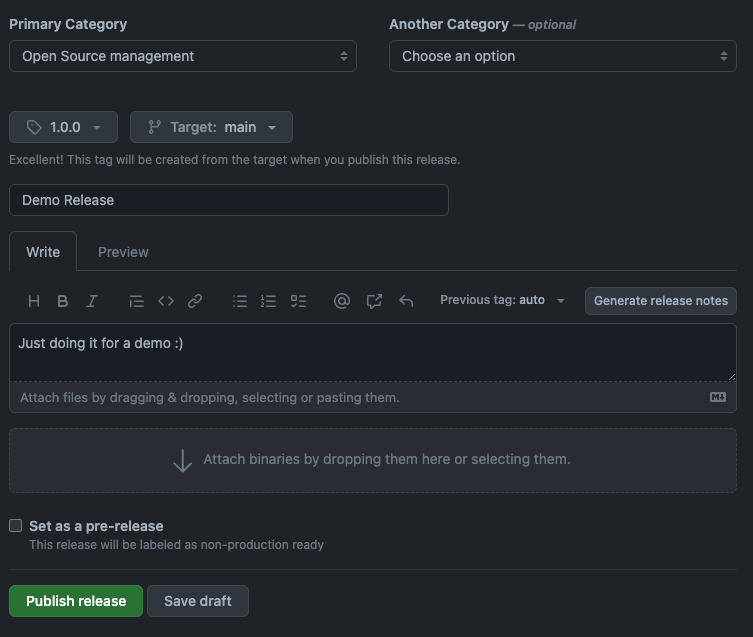 Primary Category
Another Category — optional
Open Source management
Choose an option
1.0.0
Target: main
Excellent! This tag will be created from the target when you publish this release.
Demo Release
Write
Preview
H B I
@
Previous tag: auto
Generate release notes
Just doing it for a demo :)
Attach files by dragging & dropping, selecting or pasting them.
Attach binaries by dropping them here or selecting them.
Set as a pre-release
This release will be labeled as non-production ready
Publish release
Save draft